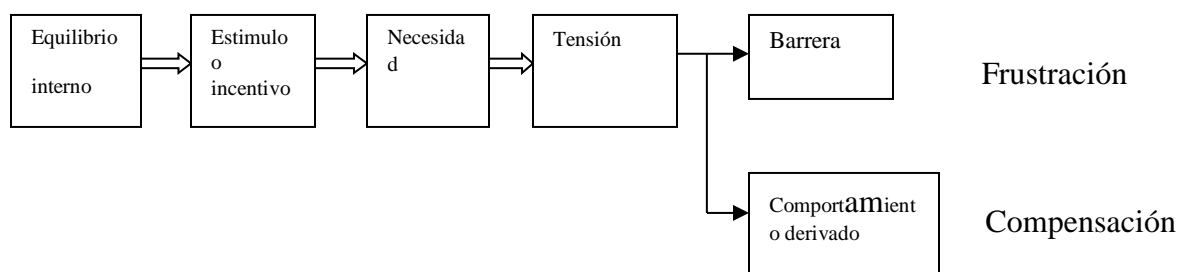 Equilibrio
interno
Estimulo
o
incentivo
Necesida
d
Tensión
Barrera
Frustración
Comportamient
o derivado
Compensación